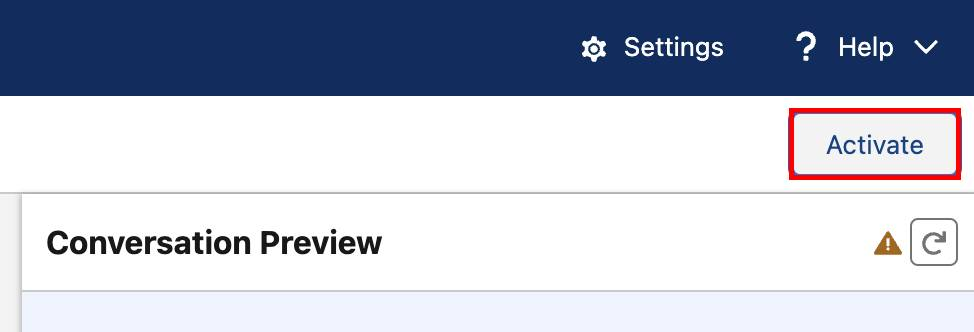 Settings
Help
Activate
Conversation Preview